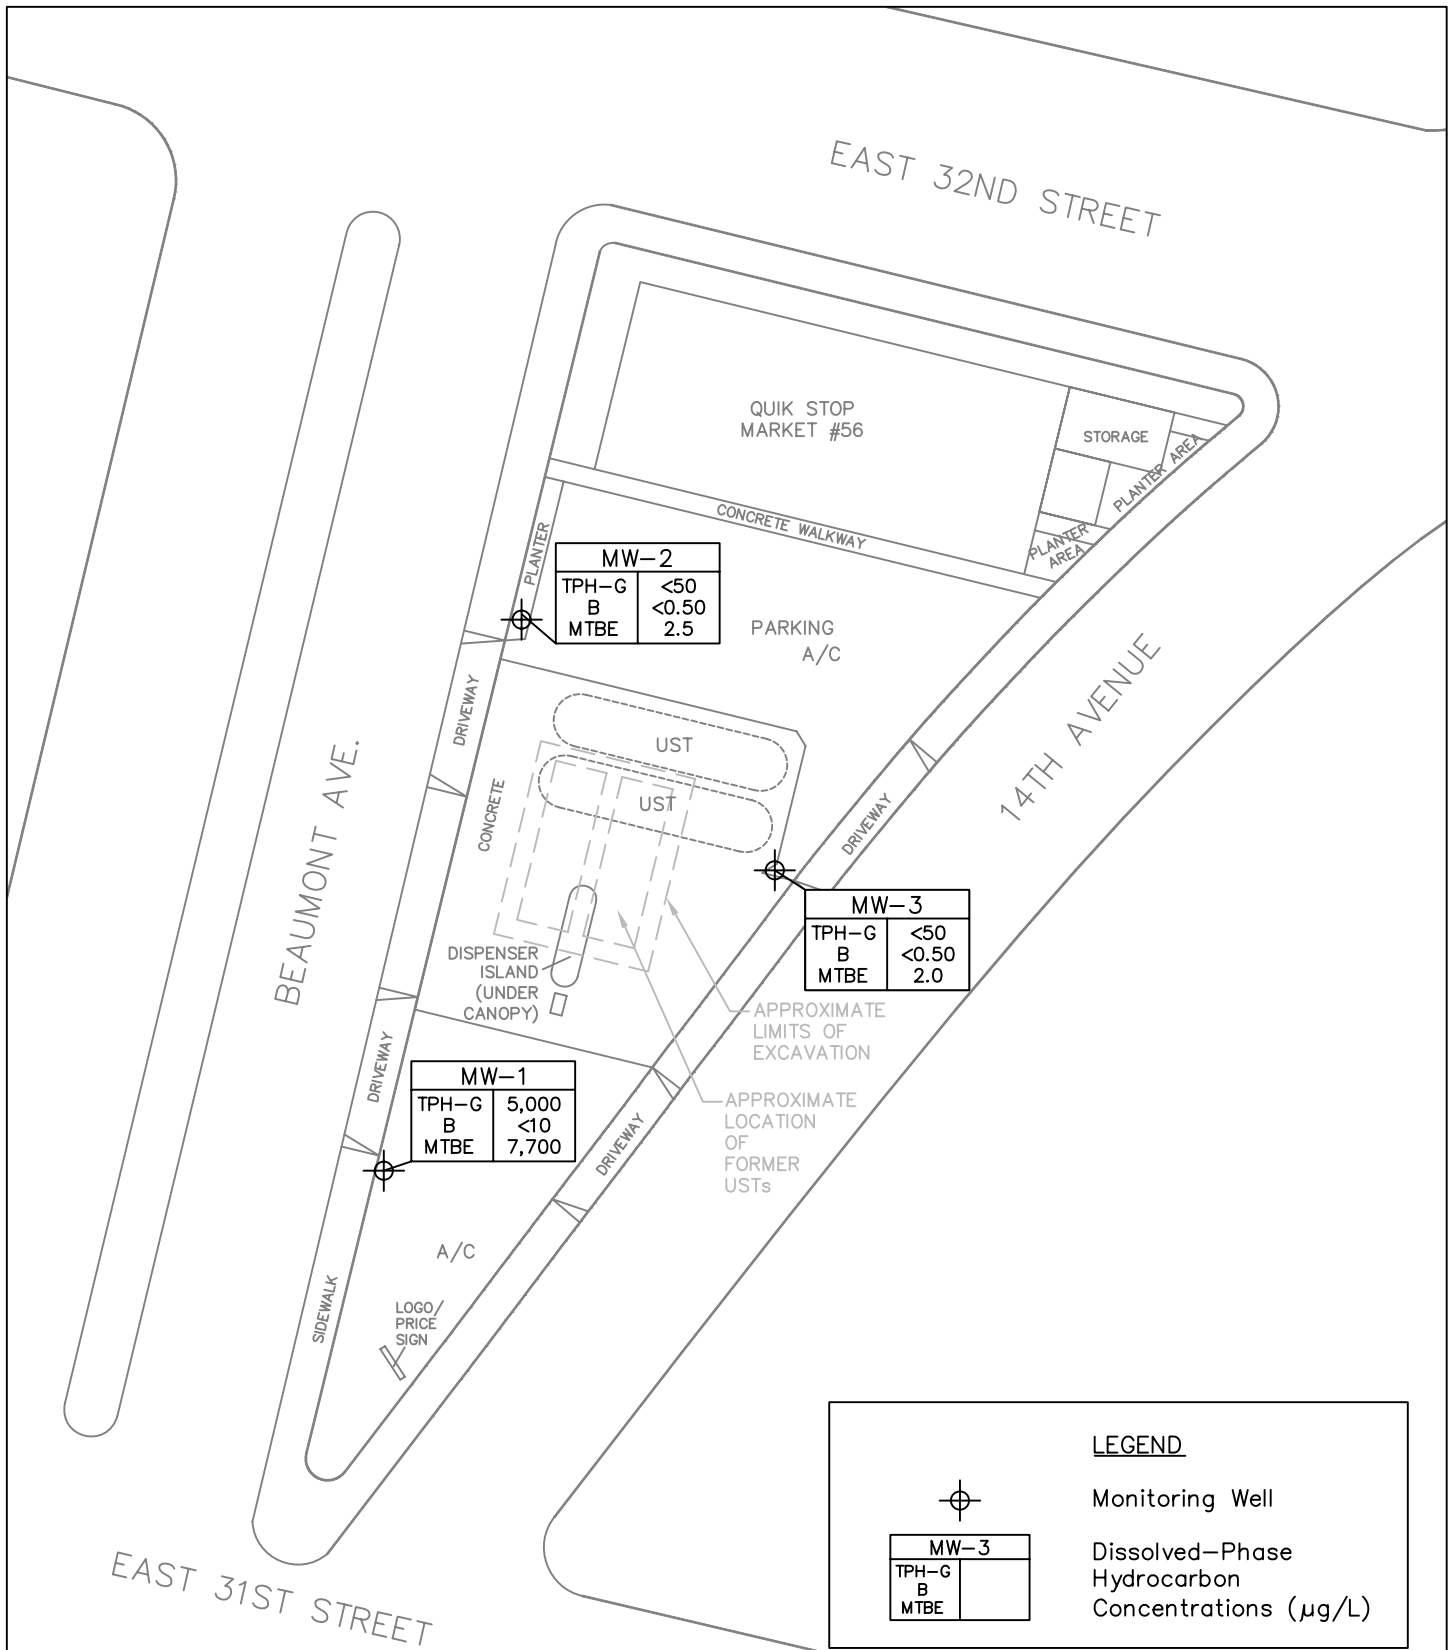 EAST 32ND STREET
QUIK STOP
MARKET #56
STORAGE
PLANTER AREA
PLANTER
AREA
CONCRETE WALKWAY
PLANTER
MW-2
TPH-G <50
B <0.50
MTBE 2.5
PARKING
A/C
14TH AVENUE
DRIVEWAY
UST
UST
CONCRETE
DRIVEWAY
BEAUMONT AVE.
MW-3
TPH-G <50
B <0.50
MTBE 2.0
DISPENSER
ISLAND
(UNDER
CANOPY)
APPROXIMATE
LIMITS OF
EXCAVATION
DRIVEWAY
MW-1
TPH-G 5,000
B <10
MTBE 7,700
APPROXIMATE
LOCATION
OF
FORMER
USTs
DRIVEWAY
A/C
SIDEWALK
LOGO/
PRICE
SIGN
EAST 31ST STREET
LEGEND
Monitoring Well
MW-3
TPH-G
B
MTBE
Dissolved-Phase
Hydrocarbon
Concentrations (µg/L)